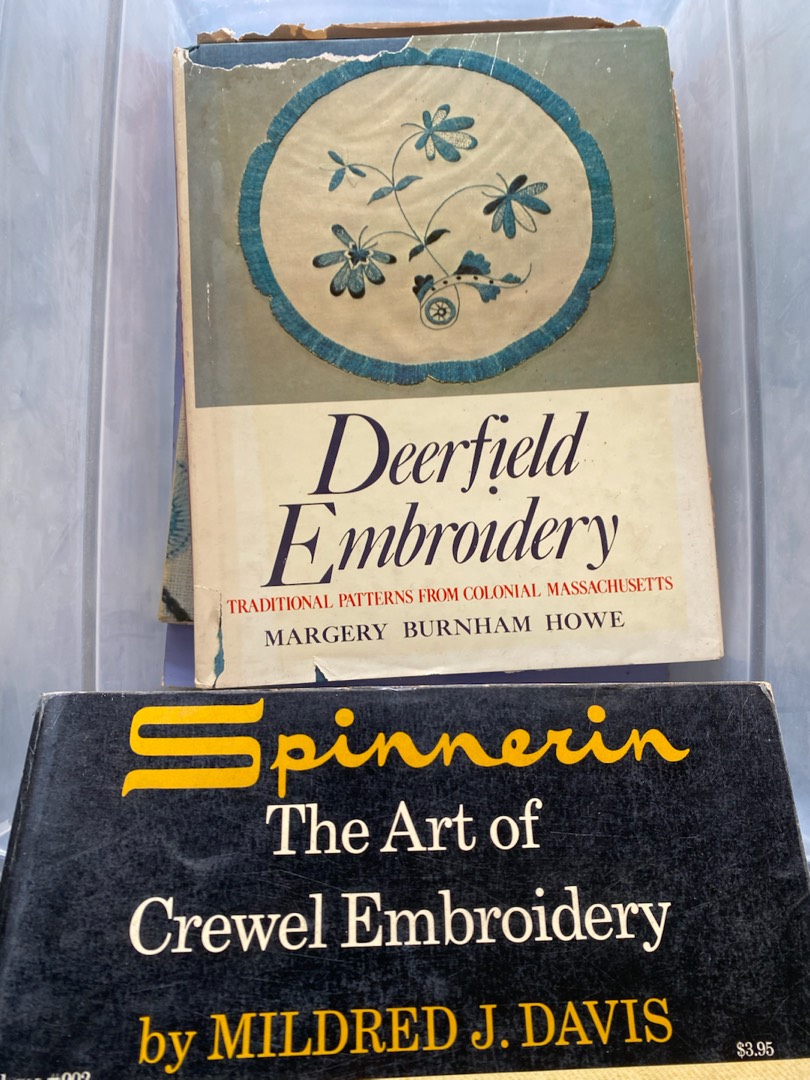 Deerfield
Embroidery
TRADITIONAL PATTERNS FROM COLONIAL MASSACHUSETTS
MARGERY BURNHAM HOWE
Spinnerin
The Art of
Crewel Embroidery
by MILDRED J. DAVIS
$3.95